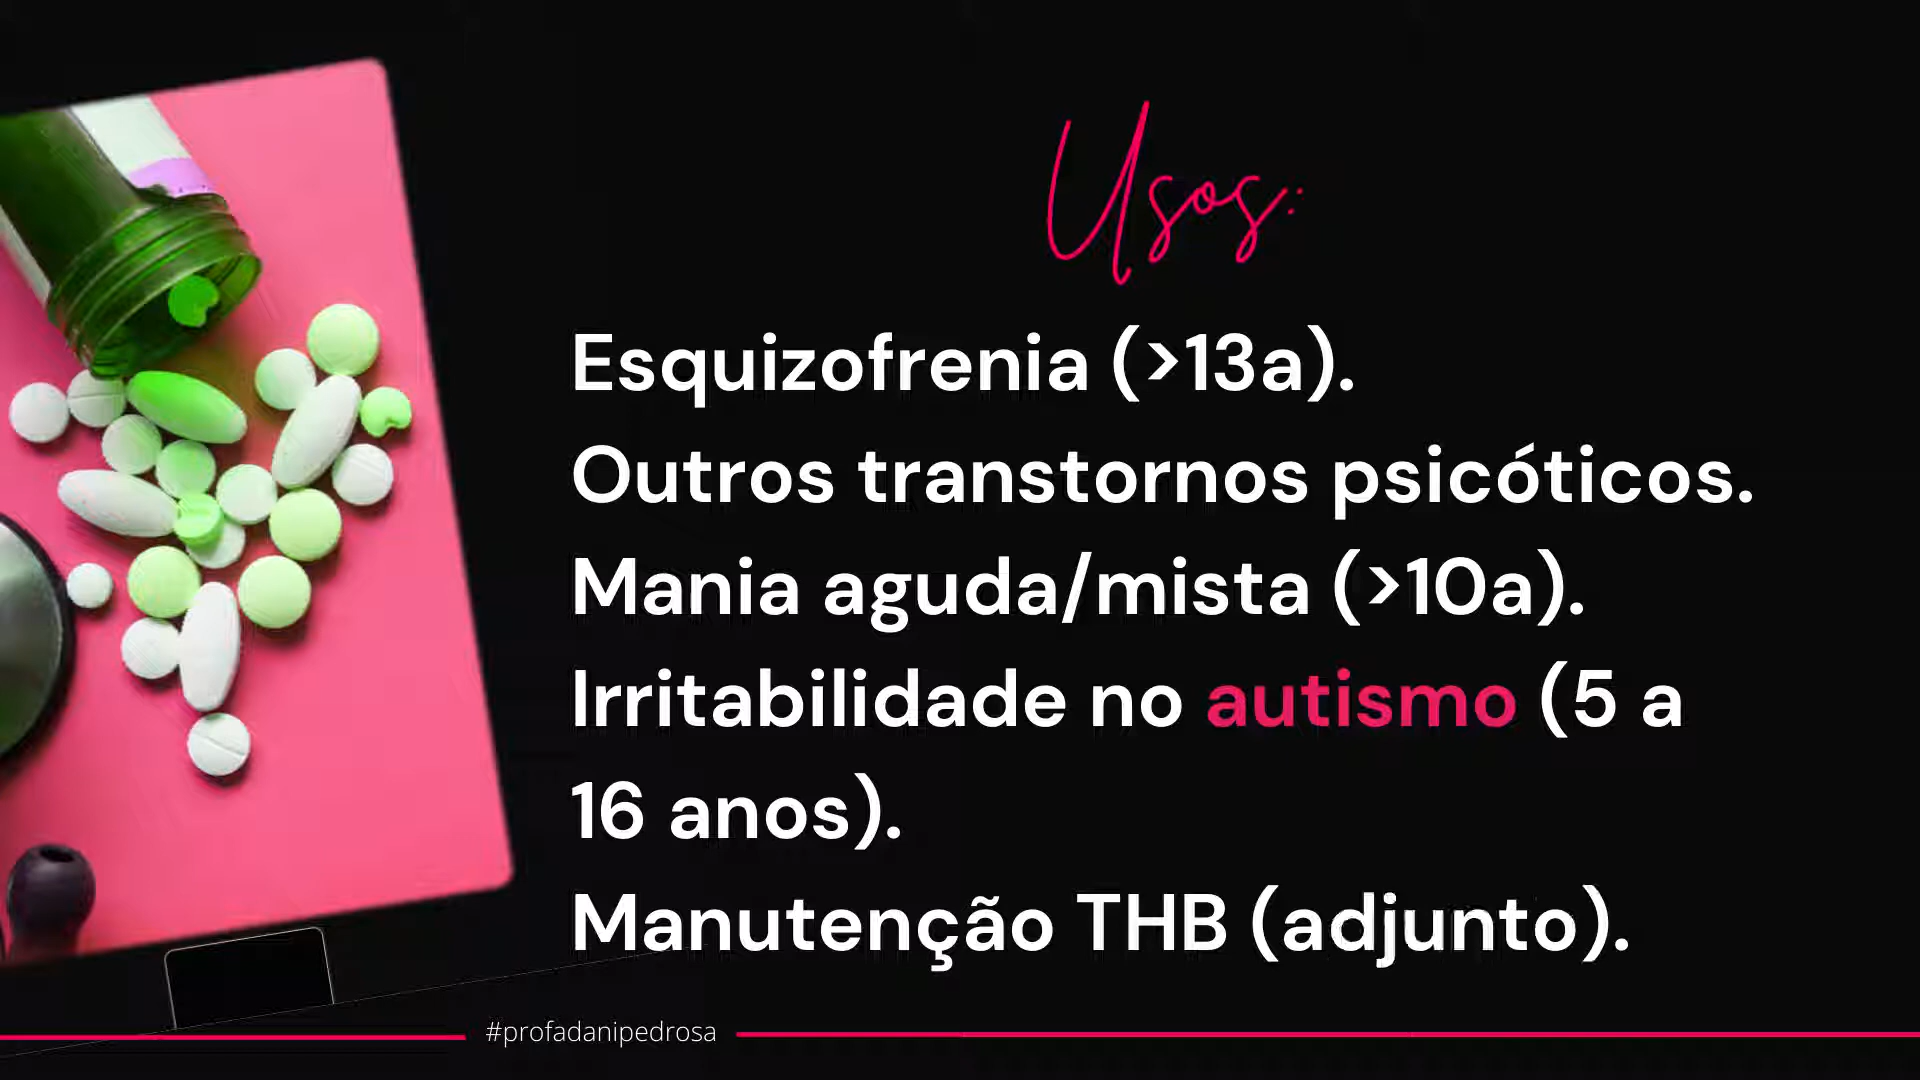 Usos:
Esquizofrenia (>13a).
Outros transtornos psicóticos.
Mania aguda/mista (>10a).
Irritabilidade no autismo (5 a
16 anos).
Manutenção THB (adjunto).
#profadanipedrosa